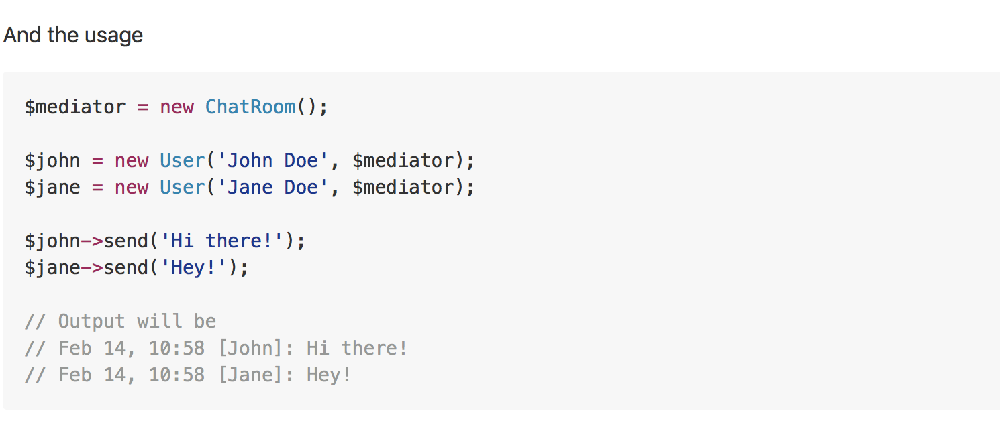 And the usage
$mediator = new ChatRoom();
$john = new User('John Doe', $mediator);
$jane = new User('Jane Doe', $mediator);
$john->send('Hi there!');
$jane->send('Hey!');
// Output will be
// Feb 14, 10:58 [John]: Hi there!
// Feb 14, 10:58 [Jane]: Hey!